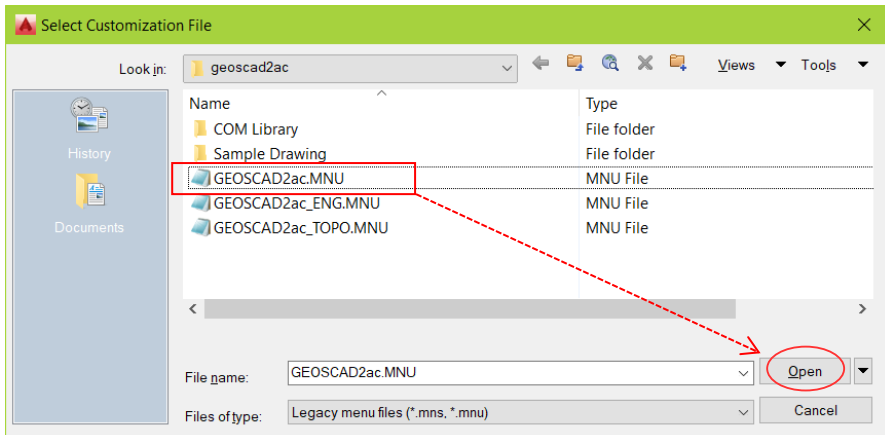 Select Customization File
Look in: geoscad2ac Views Tools
Name Type
COM Library File folder
Sample Drawing File folder
GEOSCAD2ac.MNU MNU File
GEOSCAD2ac_ENG.MNU MNU File
GEOSCAD2ac_TOPO.MNU MNU File
History
Documents
File name: GEOSCAD2ac.MNU Open
Files of type: Legacy menu files (*.mns, *.mnu) Cancel